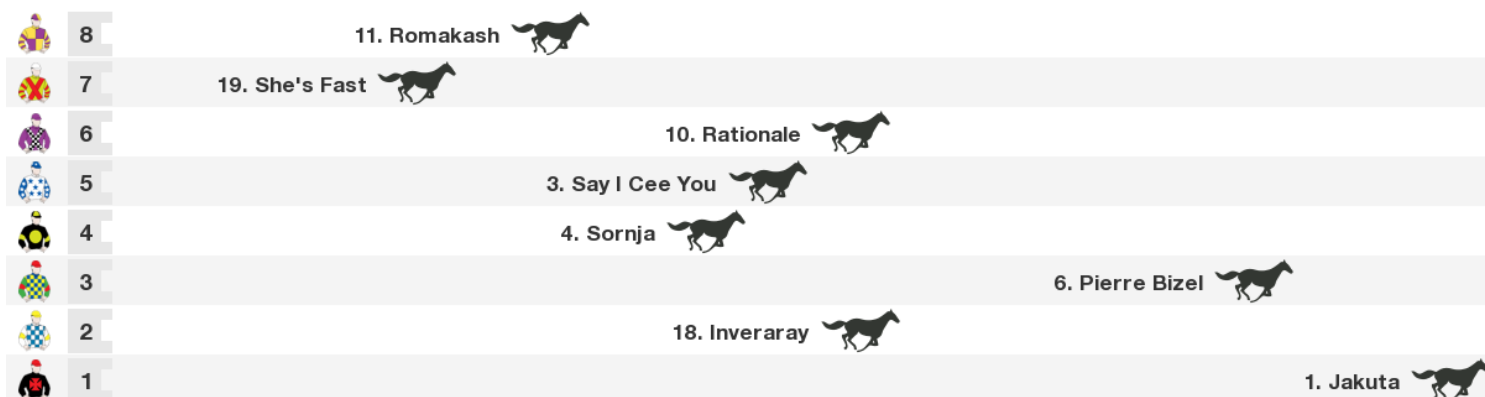 8 11. Romakash
7 19. She's Fast
6 10. Rationale
5 3. Say I Cee You
4 4. Sornja
3 6. Pierre Bizel
2 18. Inveraray
1 1. Jakuta